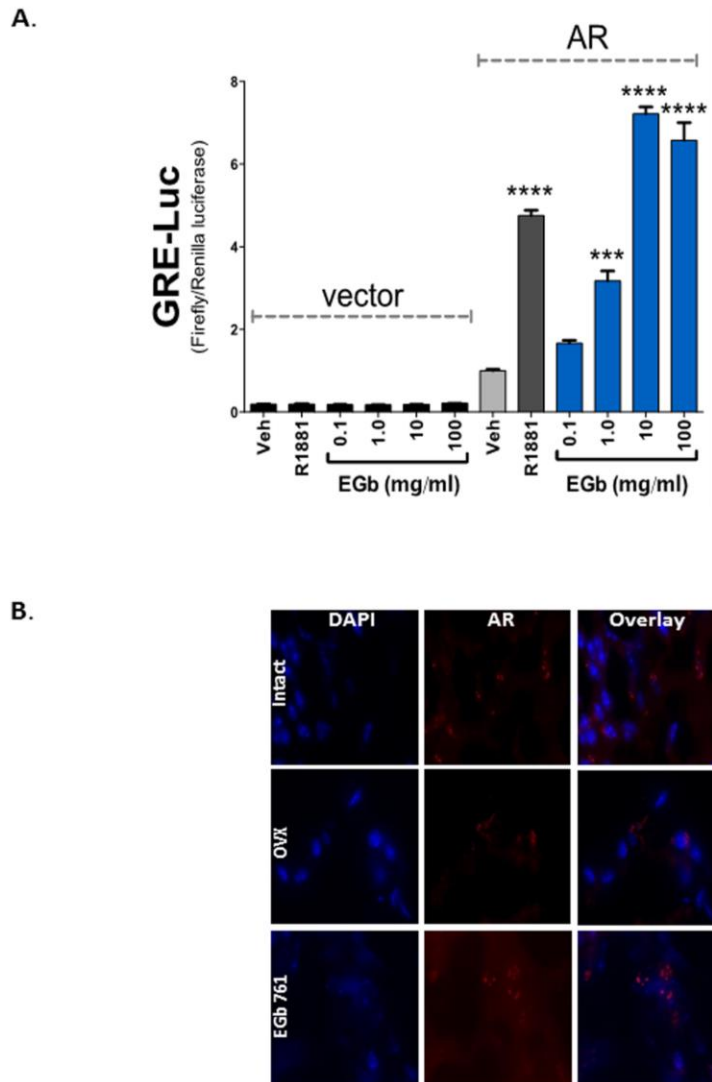 A.
AR
GRE-Luc
(Firefly/Renilla luciferase)
8
6
4
2
0
vector
****
***
****
****
Veh
R1881
0.1
1.0
10
100
Veh
R1881
0.1
1.0
10
100
EGb (mg/ml)
EGb (mg/ml)
B.
DAPI
AR
Overlay
Intact
OVX
EGb 761